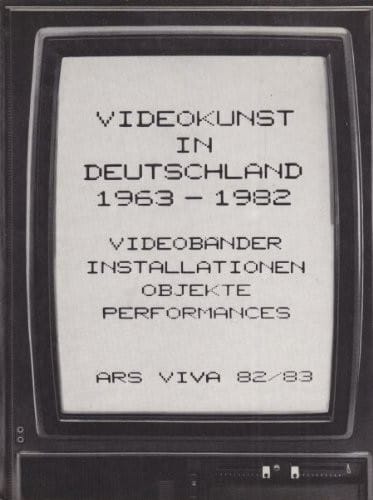 VIDEOKUNST
IN
DEUTSCHLAND
1963 - 1982
VIDEOBANDER
INSTALLATIONEN
OBJEKTE
PERFORMANCES
ARS VIVA 82/83